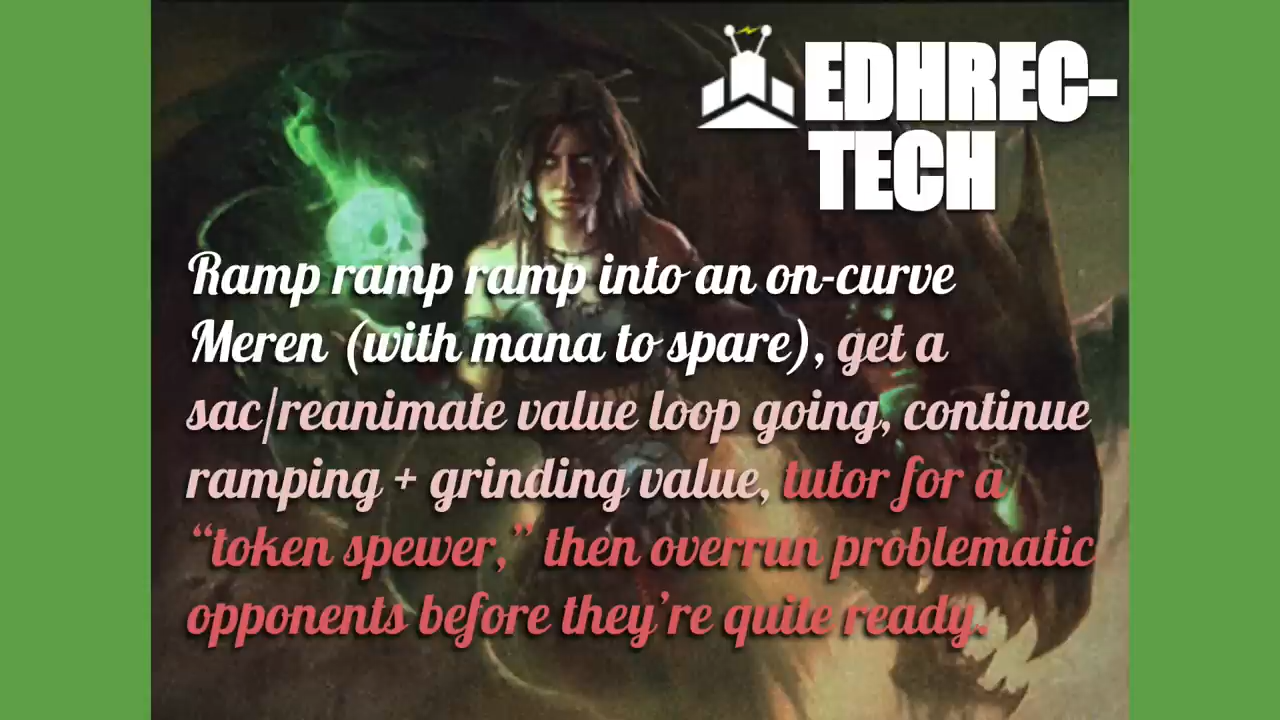 EDHREC-
TECH
Ramp ramp ramp into an on-curve
Meren (with mana to spare), get a
sac/reanimate value loop going, continue
ramping + grinding value, tutor for a
“token spewer,” then overrun problematic
opponents before they’re quite ready.